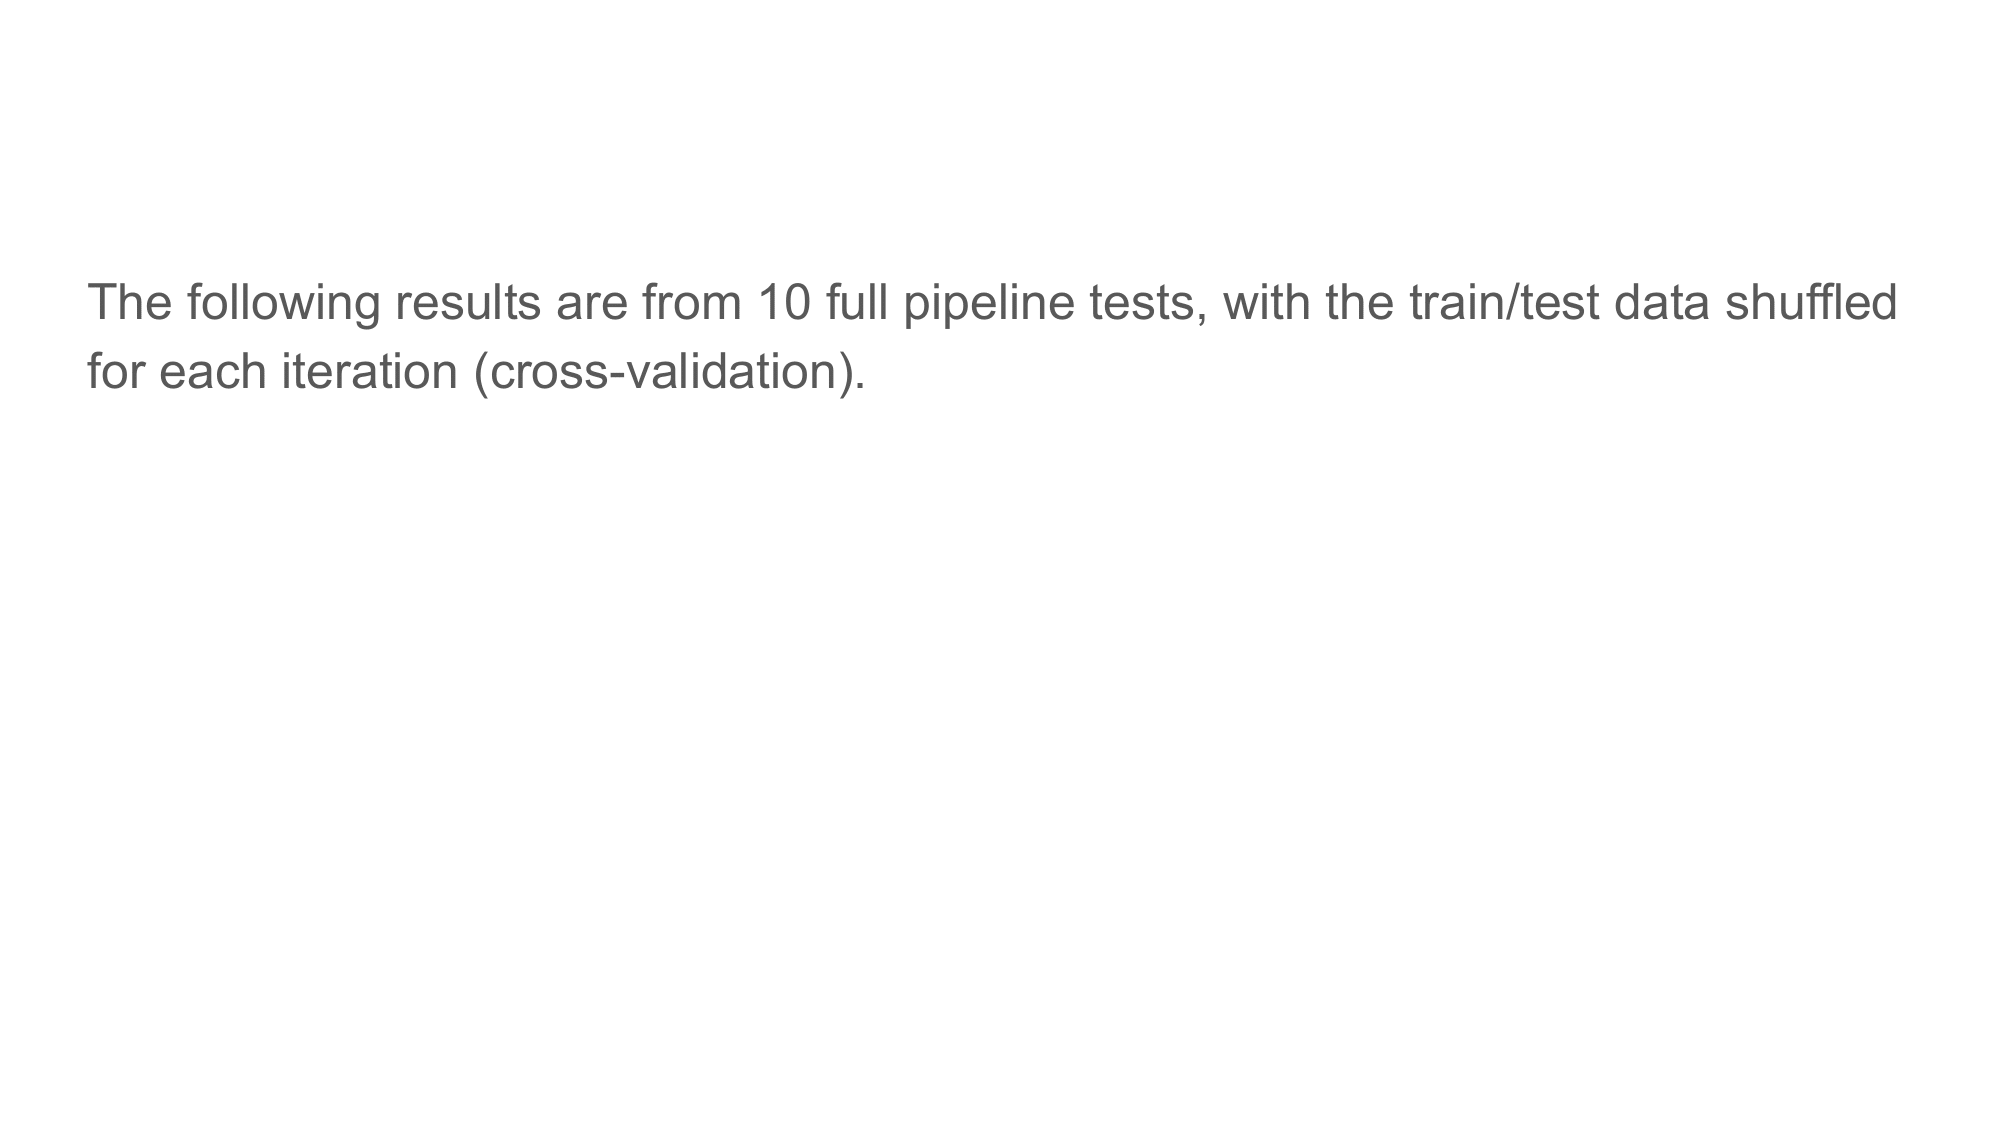 The following results are from 10 full pipeline tests, with the train/test data shuffled
for each iteration (cross-validation).